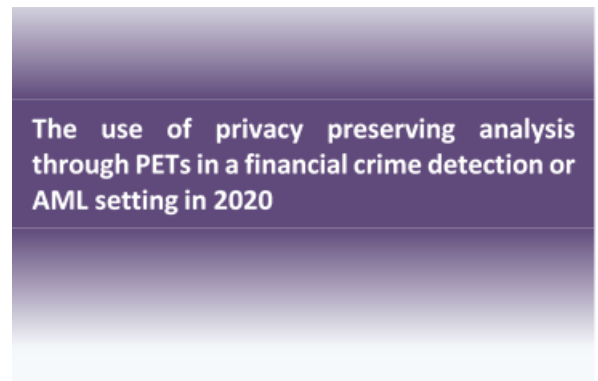 The use of privacy preserving analysis
through PETs in a financial crime detection or
AML setting in 2020